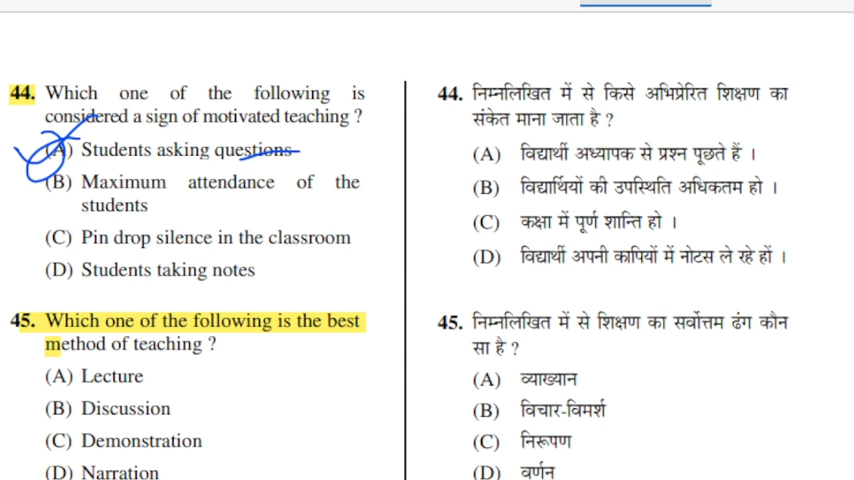 44. Which one of the following is
considered a sign of motivated teaching ?
(A) Students asking questions
(B) Maximum attendance of the
students
(C) Pin drop silence in the classroom
(D) Students taking notes
45. Which one of the following is the best
method of teaching ?
(A) Lecture
(B) Discussion
(C) Demonstration
(D) Narration
44. निम्नलिखित में से किसे अभिप्रेरित शिक्षण का
संकेत माना जाता है ?
(A) विद्यार्थी अध्यापक से प्रश्न पूछते हैं ।
(B) विद्यार्थियों की उपस्थिति अधिकतम हो ।
(C) कक्षा में पूर्ण शान्ति हो ।
(D) विद्यार्थी अपनी कापियों में नोटस ले रहे हों ।
45. निम्नलिखित में से शिक्षण का सर्वोत्तम ढंग कौन
सा है ?
(A) व्याख्यान
(B) विचार-विमर्श
(C) निरूपण
(D) वर्णन